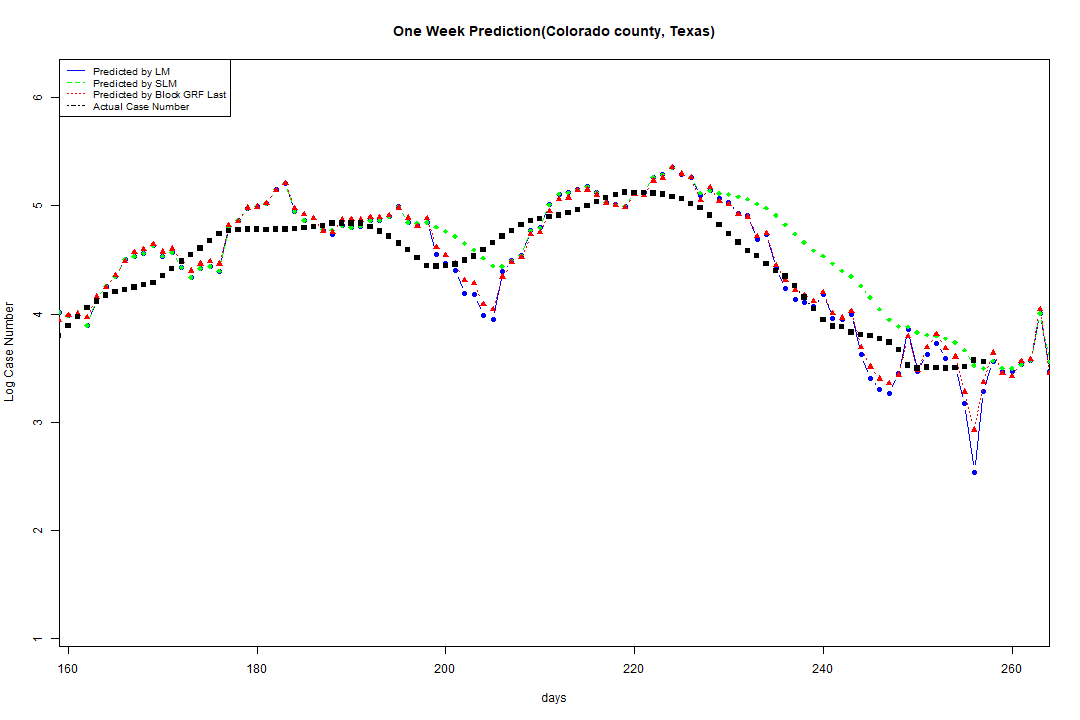 One Week Prediction(Colorado county, Texas)
Predicted by LM
Predicted by SLM
Predicted by Block GRF Last
Actual Case Number
6
5
4
3
2
1
Log Case Number
160 180 200 220 240 260
days